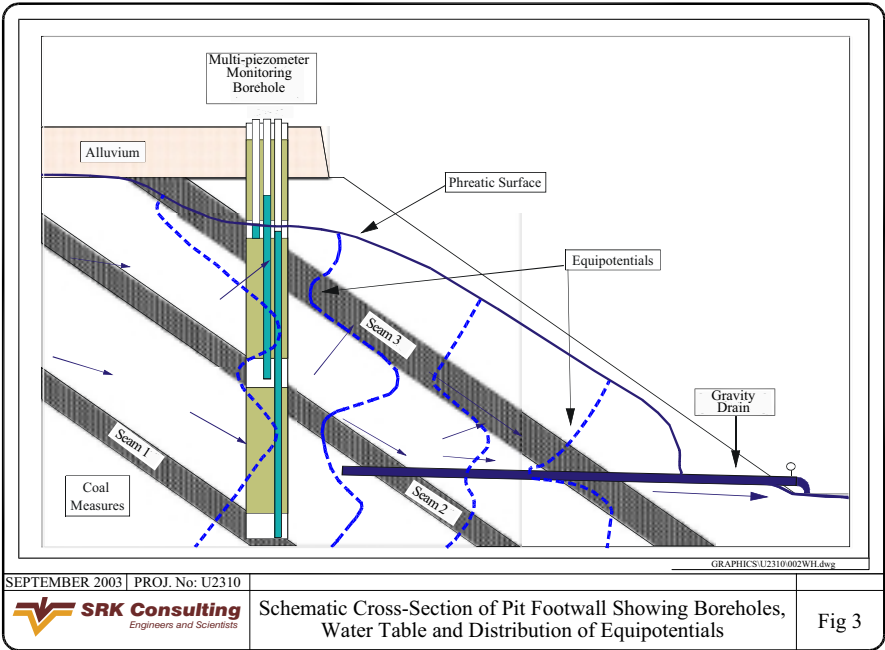 Multi-piezometer
Monitoring
Borehole
Alluvium
Phreatic Surface
Equipotentials
Seam 3
Gravity
Drain
Seam 1
Coal
Measures
Seam 2
GRAPHICS\U2310\002WH.dwg
SEPTEMBER 2003 PROJ. No: U2310
SRK Consulting
Engineers and Scientists
Schematic Cross-Section of Pit Footwall Showing Boreholes,
Water Table and Distribution of Equipotentials
Fig 3